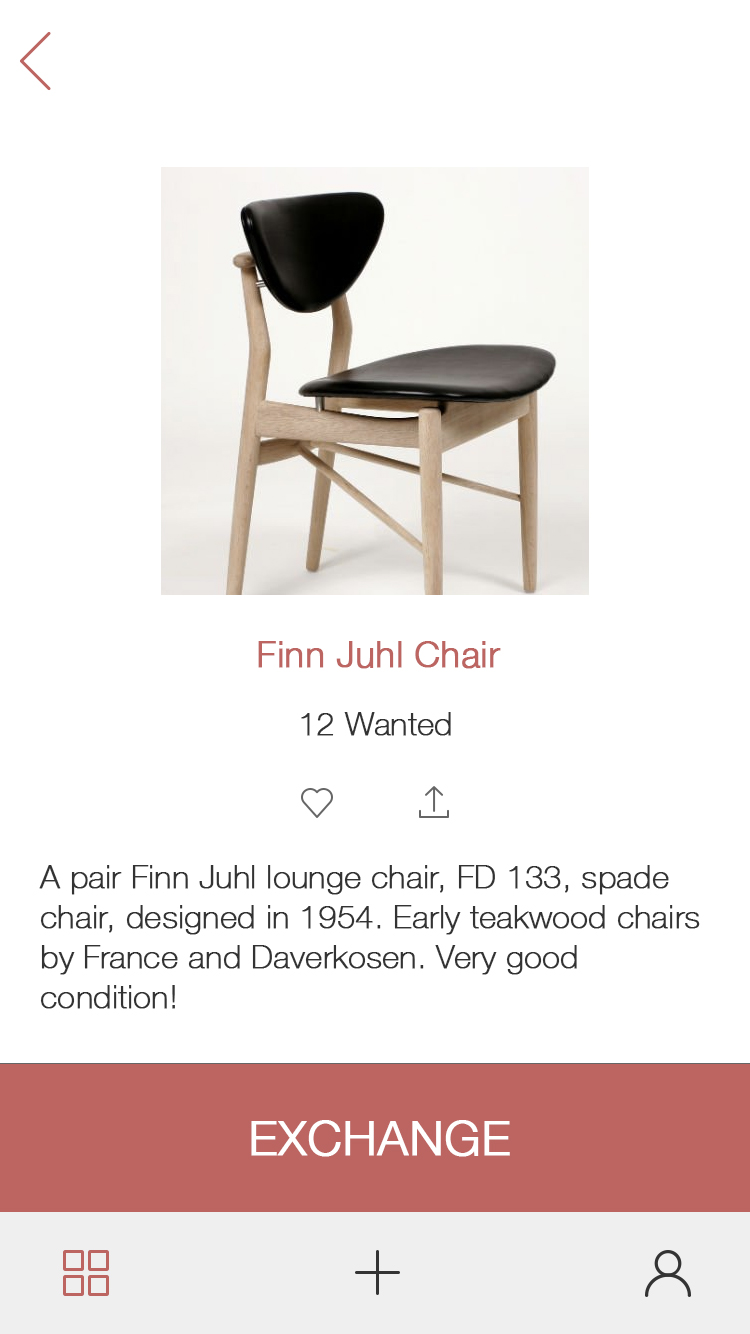 Finn Juhl Chair
12 Wanted
A pair Finn Juhl lounge chair, FD 133, spade
chair, designed in 1954. Early teakwood chairs
by France and Daverkosen. Very good
condition!
EXCHANGE